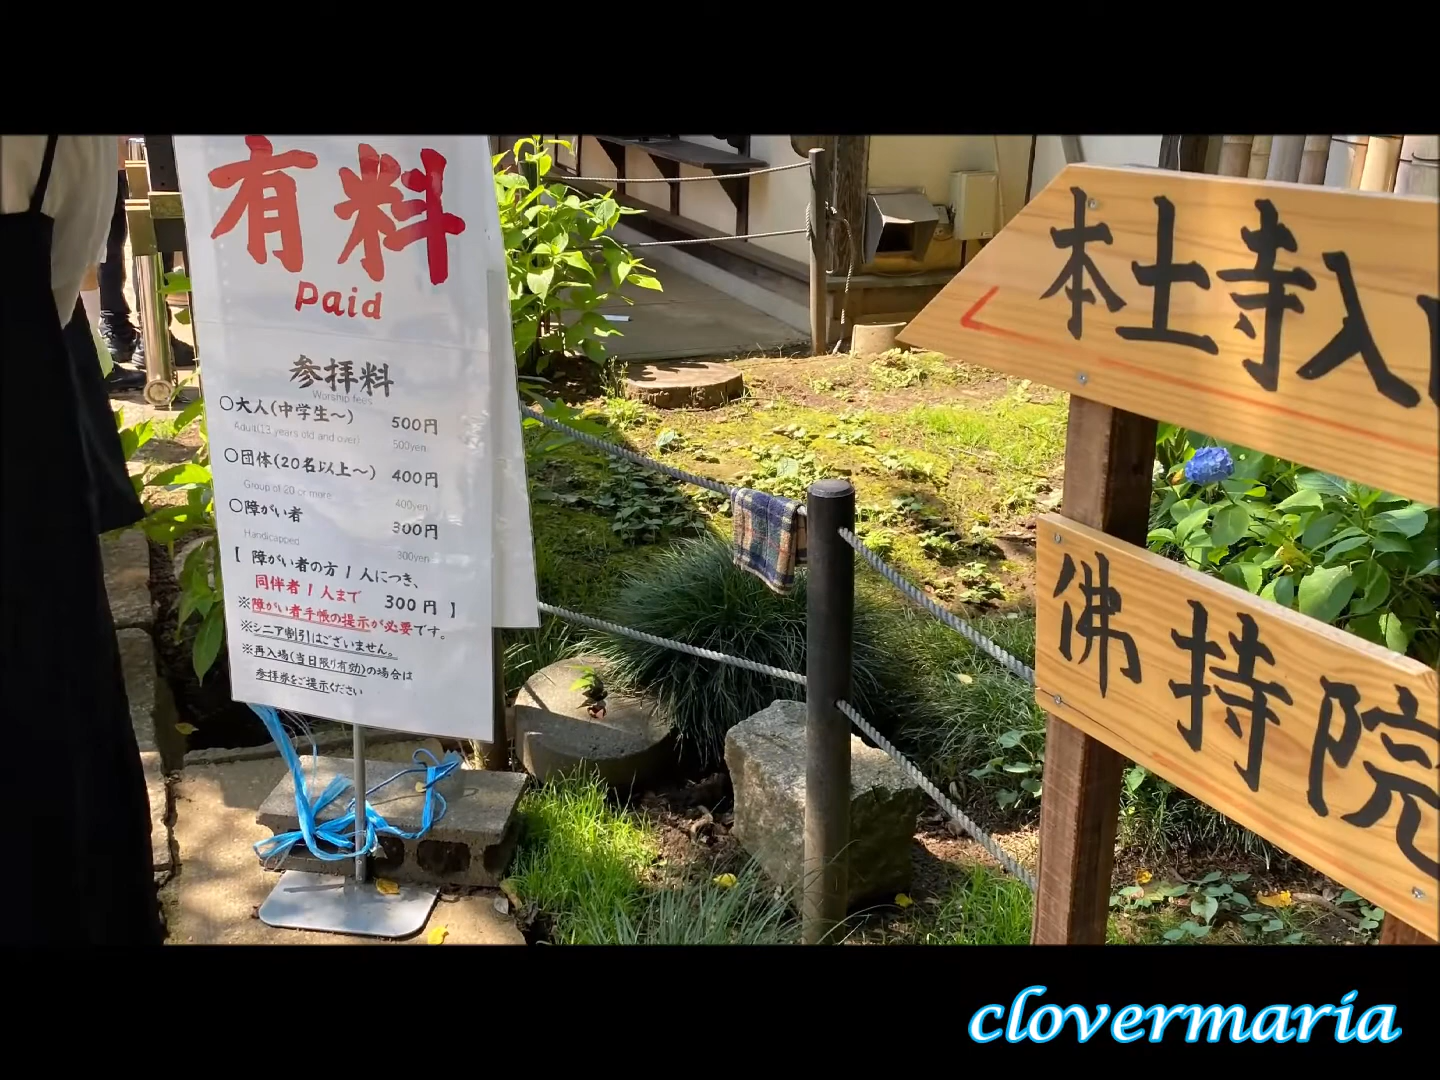 有料
Paid
参拝料
Worship fees
○大人(中学生〜) 500円
Adult(13 years old and over) 500yen
○団体(20名以上〜) 400円
Group of 20 or more 400yen
○障がい者 300円
Handicapped 300yen
【 障がい者の方1人につき、
同伴者1人まで 300円 】
※障がい者手帳の提示が必要です。
※シニア割引はございません。
※再入場(当日限り有効)の場合は
参拝券をご提示ください
本土寺入
佛持院
clovermaria